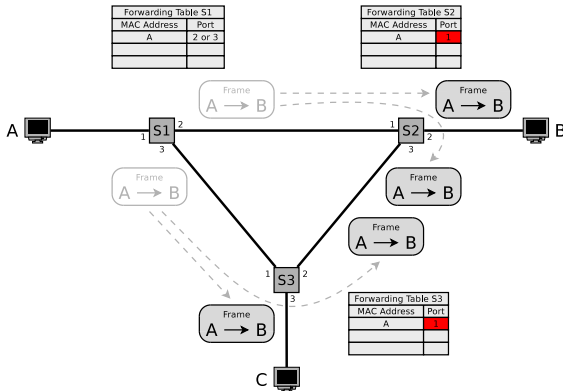 Forwarding Table S1
MAC Address Port
A 2 or 3
Forwarding Table S2
MAC Address Port
A 1
Frame
A B
Frame
A B
A
1
S1
2
3
1
S2
2
3
B
Frame
A B
Frame
A B
Frame
A B
1
S3
2
3
Frame
A B
Forwarding Table S3
MAC Address Port
A 1
C